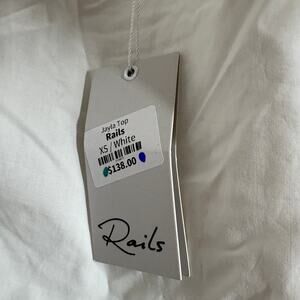 Jayla Top
Rails
XS / White
$138.00
Rails